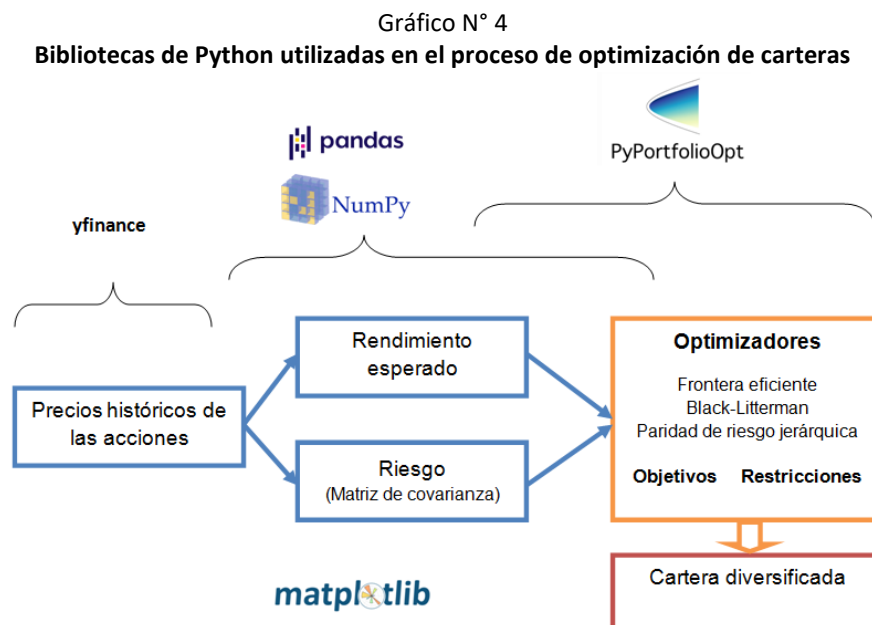 Gráfico N° 4
Bibliotecas de Python utilizadas en el proceso de optimización de carteras
pandas
NumPy
PyPortfolioOpt
yfinance
Precios históricos de
las acciones
Rendimiento
esperado
Riesgo
(Matriz de covarianza)
Optimizadores
Frontera eficiente
Black-Litterman
Paridad de riesgo jerárquica
Objetivos Restricciones
Cartera diversificada
matplotlib